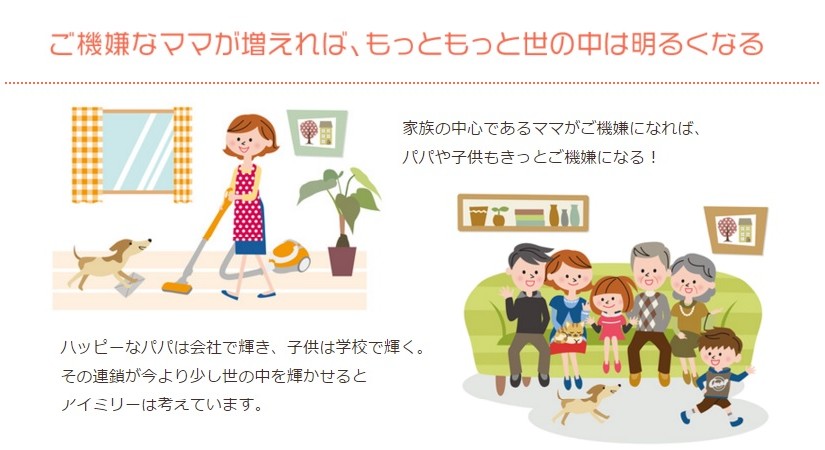 ご機嫌なママが増えれば、もっともっと世の中は明るくなる
家族の中心であるママがご機嫌になれば、
パパや子供もきっとご機嫌になる！
ハッピーなパパは会社で輝き、子供は学校で輝く。
その連鎖が今より少し世の中を輝かせると
アイミリーは考えています。